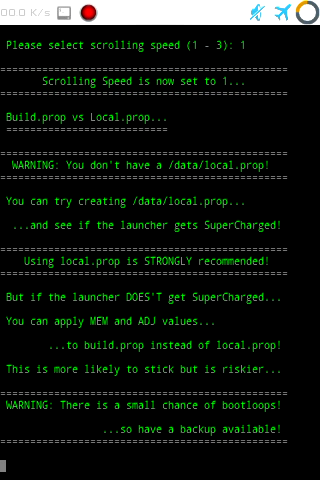 000 K/s
Please select scrolling speed (1 - 3): 1
================================================
Scrolling Speed is now set to 1...
================================================
Build.prop vs Local.prop...
===========================
================================================
WARNING: You don't have a /data/local.prop!
================================================
You can try creating /data/local.prop...
...and see if the launcher gets SuperCharged!
================================================
Using local.prop is STRONGLY recommended!
================================================
But if the launcher DOES'T get SuperCharged...
You can apply MEM and ADJ values...
...to build.prop instead of local.prop!
This is more likely to stick but is riskier...
================================================
WARNING: There is a small chance of bootloops!
...so have a backup available!
================================================